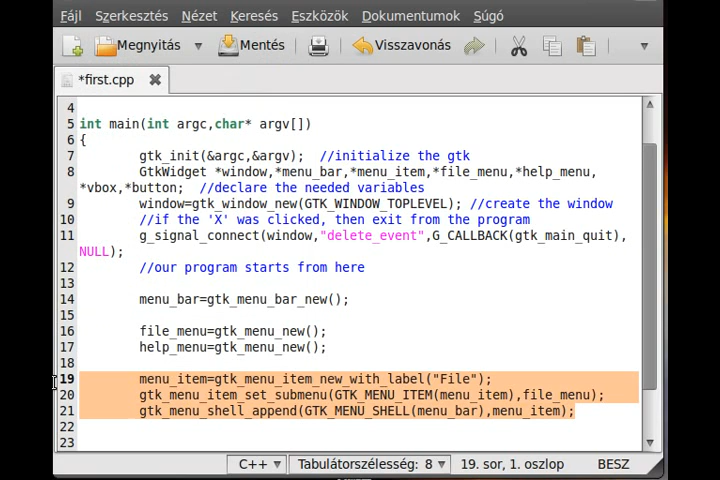 Fájl Szerkesztés Nézet Keresés Eszközök Dokumentumok Súgó
Megnyitás Mentés Visszavonás
*first.cpp
4
5 int main(int argc,char* argv[])
6 {
7 gtk_init(&argc,&argv); //initialize the gtk
8 GtkWidget *window,*menu_bar,*menu_item,*file_menu,*help_menu,
*vbox,*button; //declare the needed variables
9 window=gtk_window_new(GTK_WINDOW_TOPLEVEL); //create the window
10 //if the 'X' was clicked, then exit from the program
11 g_signal_connect(window,"delete_event",G_CALLBACK(gtk_main_quit),
NULL);
12 //our program starts from here
13
14 menu_bar=gtk_menu_bar_new();
15
16 file_menu=gtk_menu_new();
17 help_menu=gtk_menu_new();
18
19 menu_item=gtk_menu_item_new_with_label("File");
20 gtk_menu_item_set_submenu(GTK_MENU_ITEM(menu_item),file_menu);
21 gtk_menu_shell_append(GTK_MENU_SHELL(menu_bar),menu_item);
22
23
C++ Tabulátorszélesség: 8 19. sor, 1. oszlop BESZ